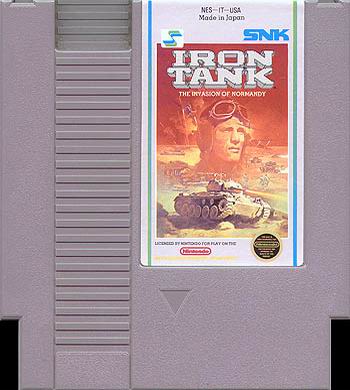 NES-IT-USA
Made in Japan
SNK
IRON
TANK
THE INVASION OF NORMANDY
LICENSED BY NINTENDO FOR PLAY ON THE
Nintendo